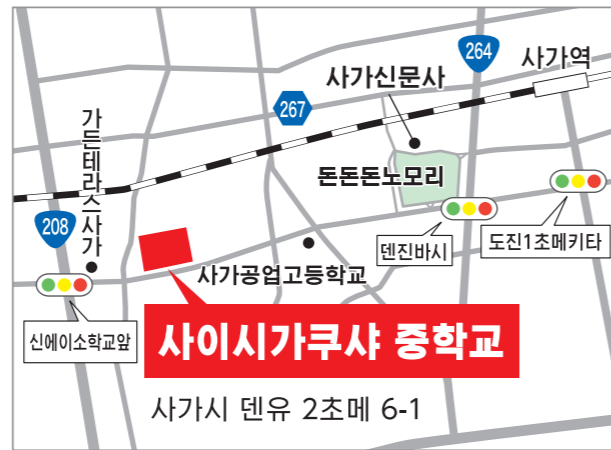 264
사가역
사가신문사
267
가든테라스사가
돈돈돈노모리
208
덴진바시
도진1초메키타
사가공업고등학교
신에이소학교앞
사이시가쿠샤 중학교
사가시 덴유 2초메 6-1